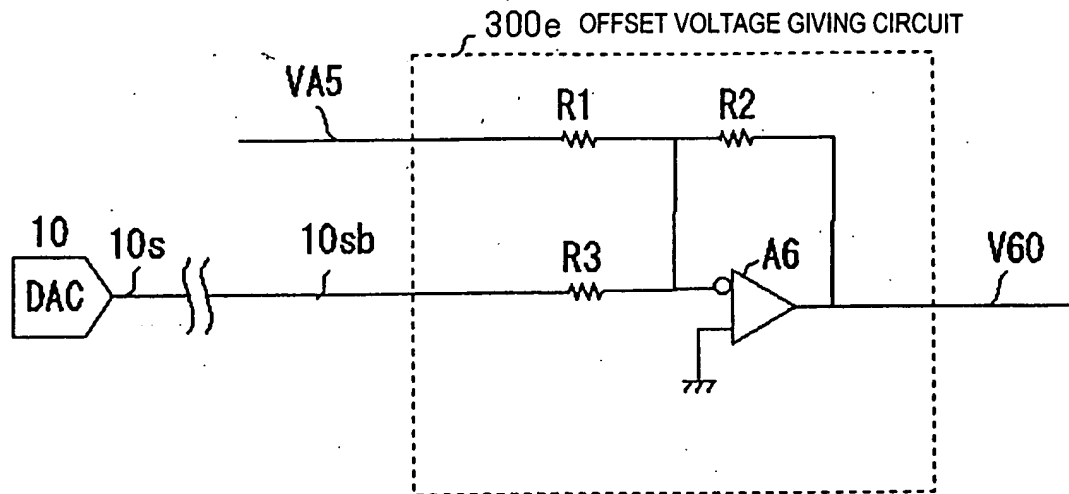 300e OFFSET VOLTAGE GIVING CIRCUIT
VA5
R1
R2
10
10s
10sb
R3
A6
V60
DAC